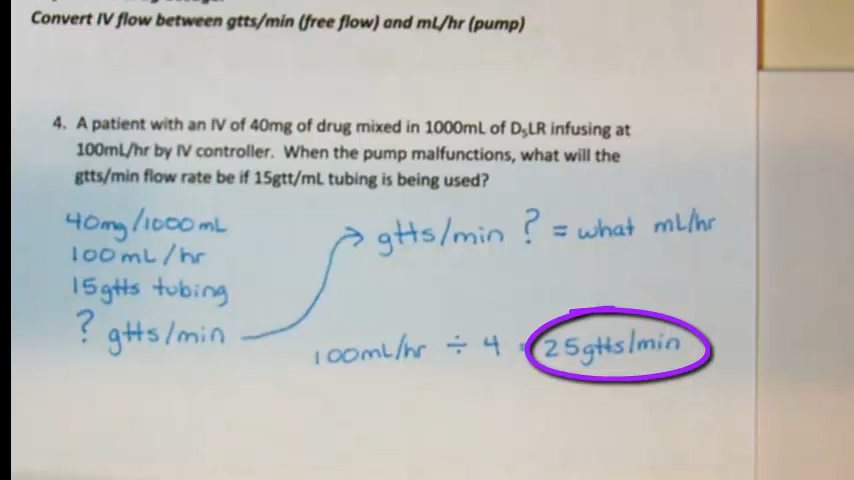 Convert IV flow between gtts/min (free flow) and mL/hr (pump)
4. A patient with an IV of 40mg of drug mixed in 1000mL of D₅LR infusing at
100mL/hr by IV controller. When the pump malfunctions, what will the
gtts/min flow rate be if 15gtt/mL tubing is being used?
40mg/1000mL
100mL/hr
15gtts tubing
? gtts/min
gtts/min ? = what mL/hr
100mL/hr ÷ 4 = 25gtts/min